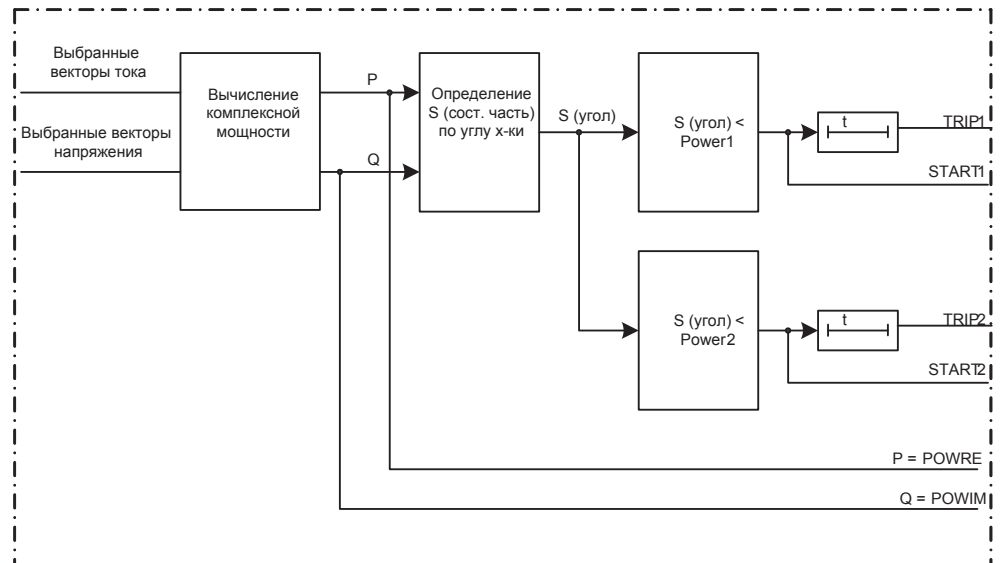 Выбранные
векторы тока
Выбранные векторы
напряжения
Вычисление
комплексной
мощности
P
Q
Определение
S (сост. часть)
по углу х-ки
S (угол)
S (угол) <
Power1
t
TRIP1
START1
S (угол) <
Power2
t
TRIP2
START2
P = POWRE
Q = POWIM